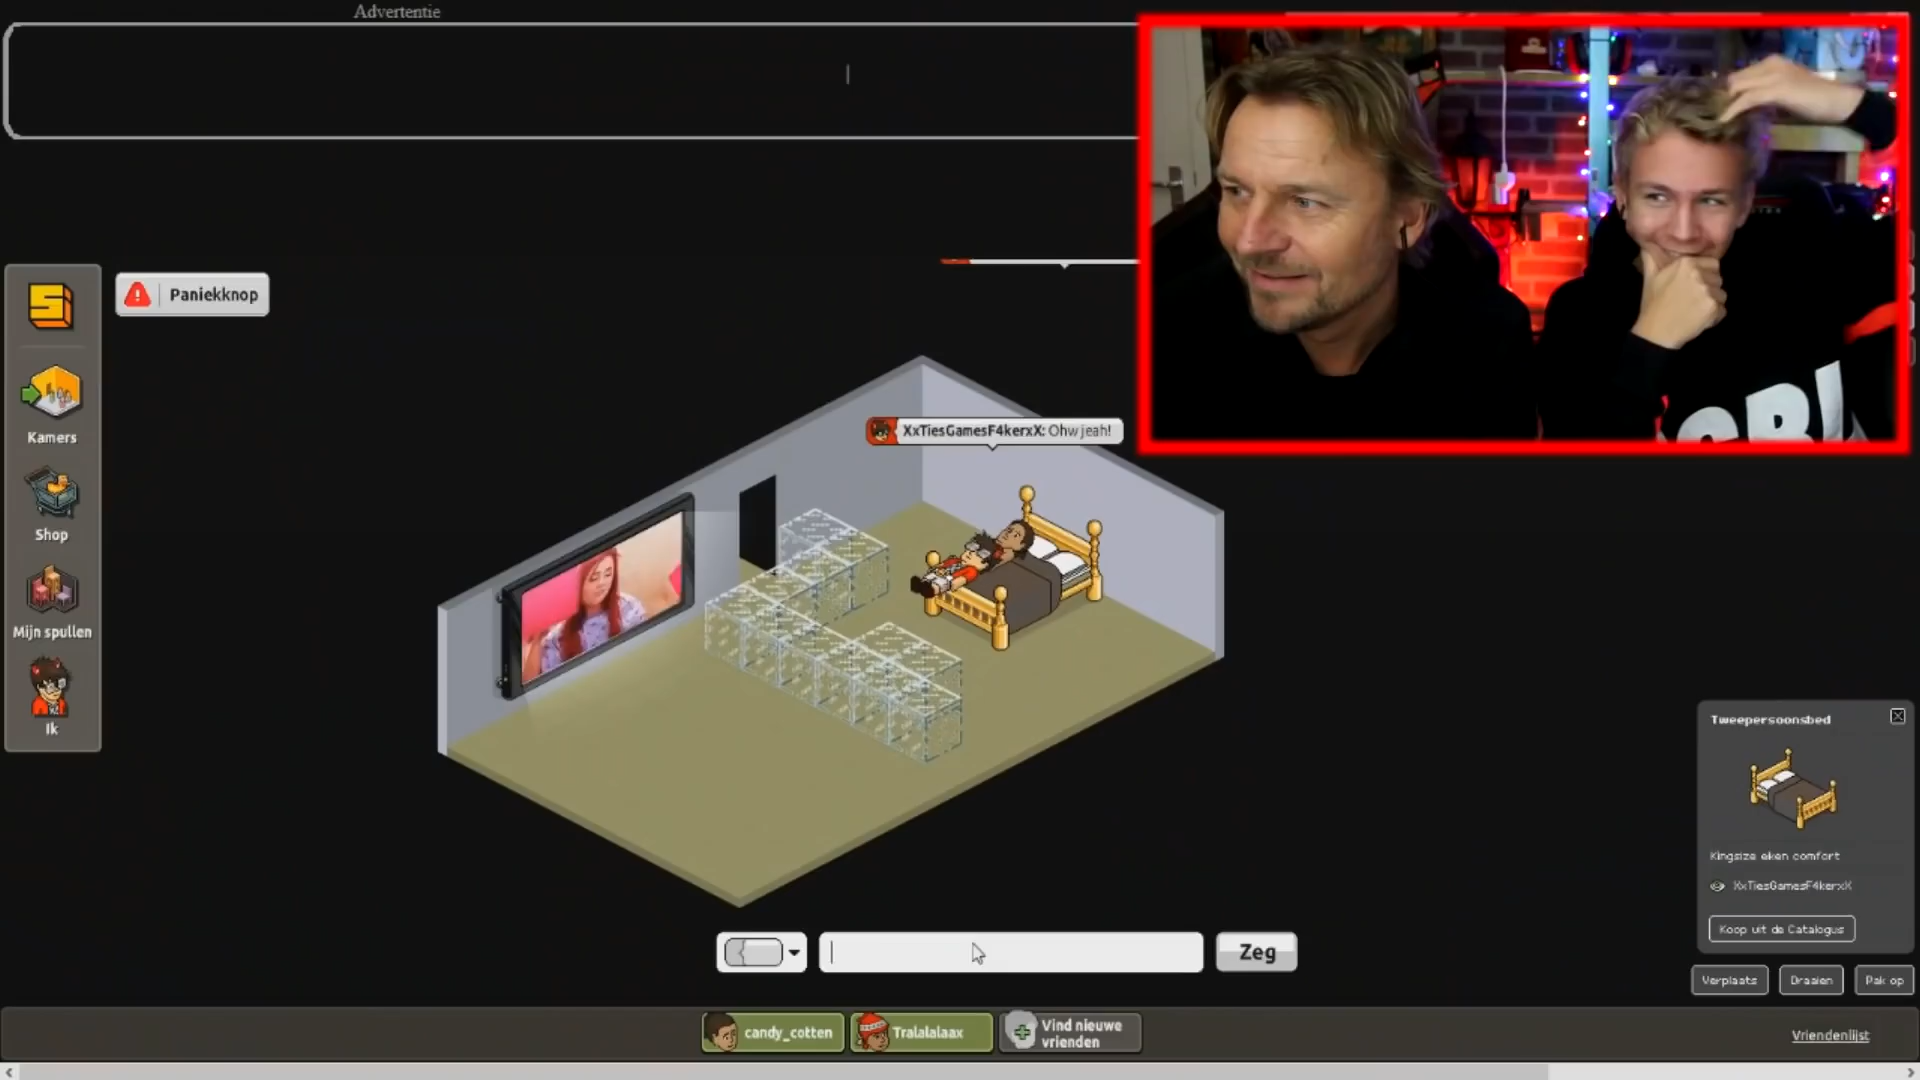 Advertentie
Paniekknop
Kamers
Shop
Mijn spullen
Ik
XxTiesGamesF4kerxX: Ohw jeah!
Tweepersoonsbed
Kingsize eiken comfort
XxTiesGamesF4kerxX
Koop uit de Catalogus
Verplaats
Draaien
Pak op
Zeg
candy_cotten
Tralalalaax
Vind nieuwe
vrienden
Vriendenlijst